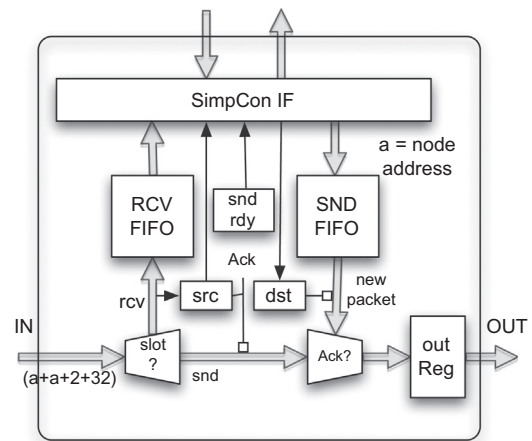 SimpCon IF
a = node
address
RCV
FIFO
snd
rdy
SND
FIFO
Ack
rcv
src
dst
new
packet
IN
slot
?
Ack?
out
Reg
OUT
(a+a+2+32)
snd